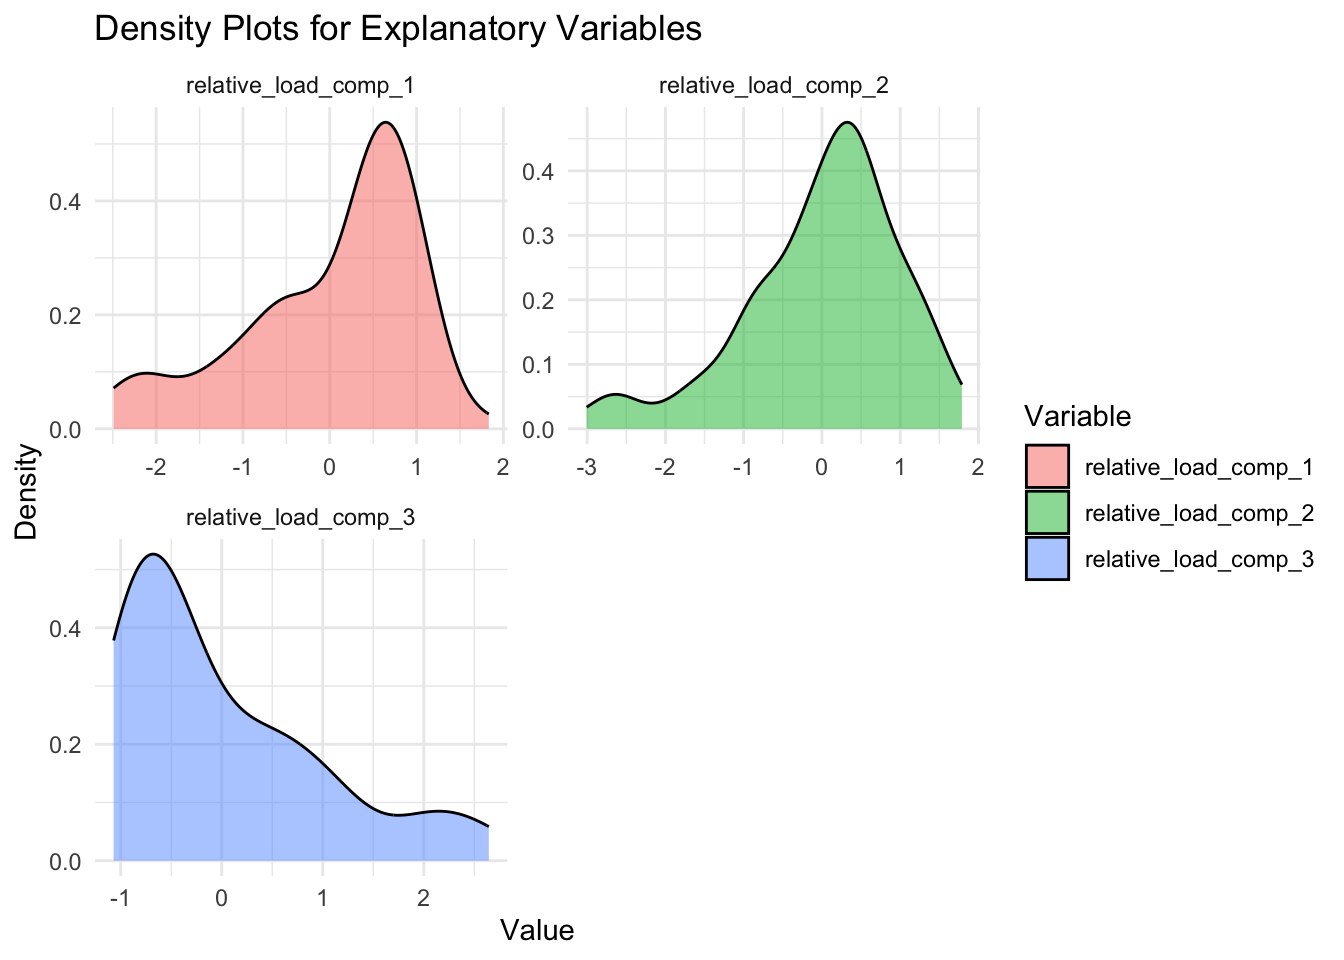 Density Plots for Explanatory Variables
relative_load_comp_1
relative_load_comp_2
0.4
0.2
0.0
-2 -1 0 1 2
0.4
0.3
0.2
0.1
0.0
-3 -2 -1 0 1 2
relative_load_comp_3
0.4
0.2
0.0
-1 0 1 2
Density
Value
Variable
relative_load_comp_1
relative_load_comp_2
relative_load_comp_3